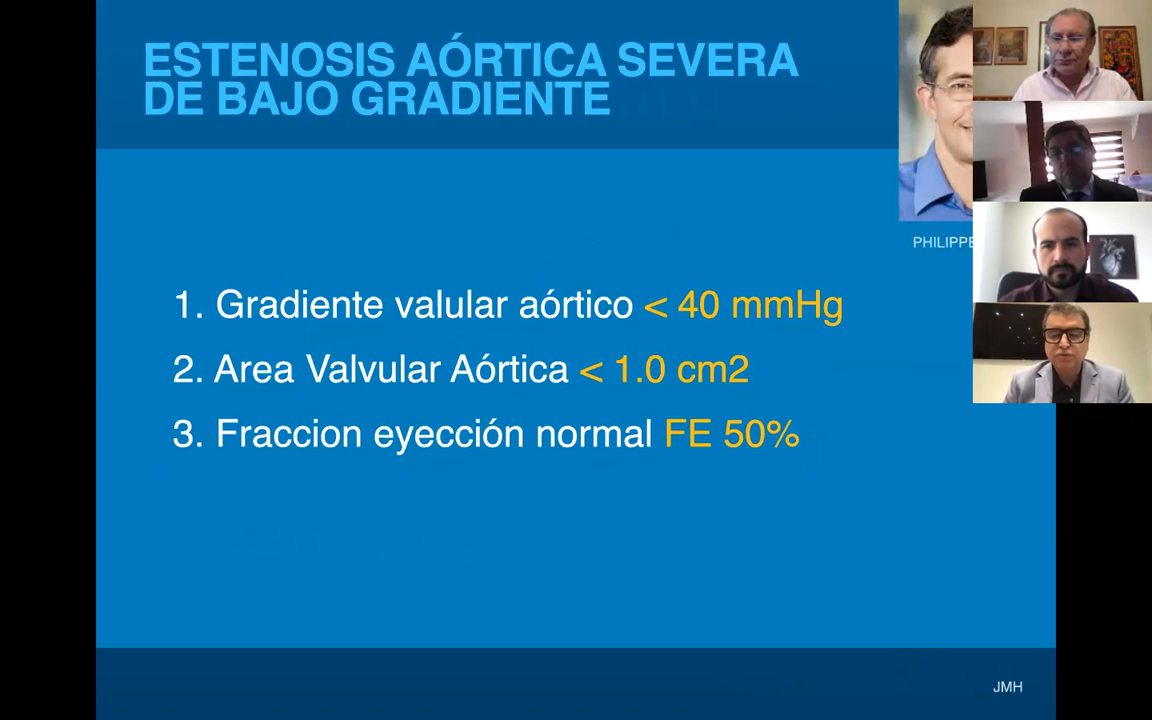 ESTENOSIS AÓRTICA SEVERA
DE BAJO GRADIENTE
PHILIPPE
1. Gradiente valular aórtico < 40 mmHg
2. Area Valvular Aórtica < 1.0 cm2
3. Fraccion eyección normal FE 50%
JMH